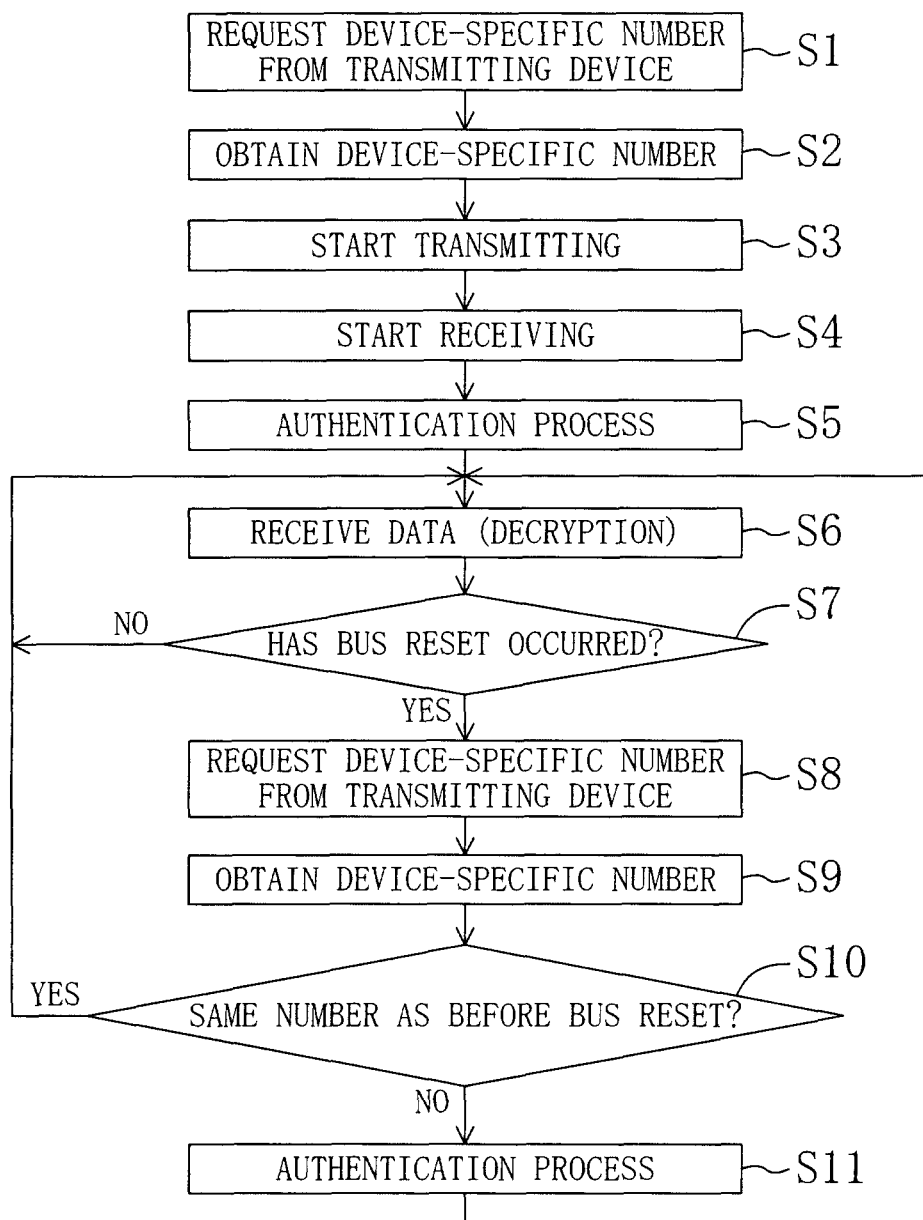 REQUEST DEVICE-SPECIFIC NUMBER
FROM TRANSMITTING DEVICE
S1
OBTAIN DEVICE-SPECIFIC NUMBER
S2
START TRANSMITTING
S3
START RECEIVING
S4
AUTHENTICATION PROCESS
S5
RECEIVE DATA (DECRYPTION)
S6
HAS BUS RESET OCCURRED?
S7
NO
YES
REQUEST DEVICE-SPECIFIC NUMBER
FROM TRANSMITTING DEVICE
S8
OBTAIN DEVICE-SPECIFIC NUMBER
S9
SAME NUMBER AS BEFORE BUS RESET?
S10
YES
NO
AUTHENTICATION PROCESS
S11